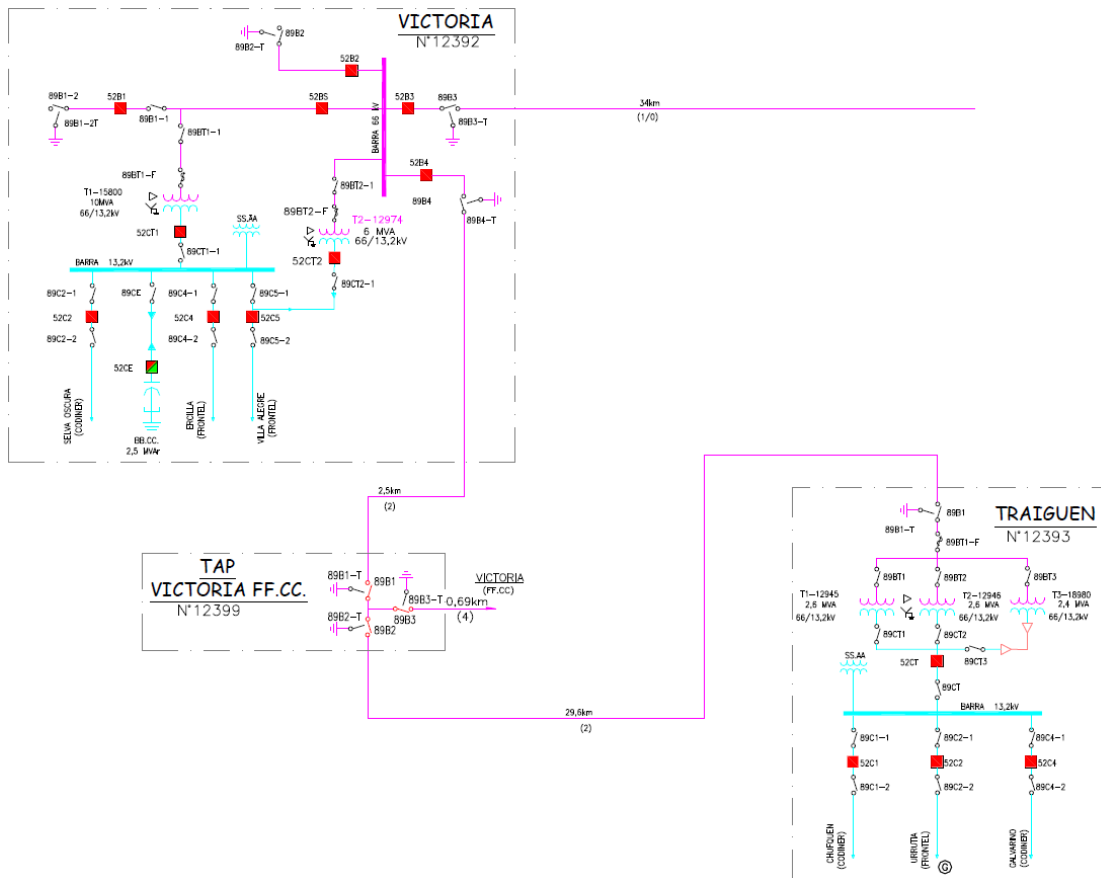 VICTORIA
N°12392
89B2
89B2-T
52B2
89B1-2
52B1
89B1-1
89B1-2T
89BT1-1
52BS
52B3
89B3
89B3-T
34km
(1/0)
BARRA 66 kV
52B4
89B4
89B4-T
89BT1-F
T1-15800
10MVA
66/13,2kV
89BT2-1
89BT2-F
T2-12974
6 MVA
66/13,2kV
52CT1
SS.AA
89CT1-1
52CT2
89CT2-1
BARRA 13,2kV
89C2-1
89CE
89C4-1
89C5-1
52C2
52C4
52C5
89C2-2
89C4-2
89C5-2
52CE
SELVA OSCURA
(CODINER)
BB.CC.
2,5 MVAr
ERCILLA
(FRONTEL)
VILLA ALEGRE
(FRONTEL)
2,5km
(2)
TAP
VICTORIA FF.CC.
N°12399
89B1-T
89B1
89B2-T
89B2
89B3-T
89B3
VICTORIA
(FF.CC)
0,69km
(4)
29,6km
(2)
TRAIGUEN
N°12393
89B1
89B1-T
89BT1-F
89BT1
89BT2
89BT3
T1-12945
2,6 MVA
66/13,2kV
T2-12946
2,6 MVA
66/13,2kV
T3-18980
2,4 MVA
66/13,2kV
89CT1
89CT2
89CT3
SS.AA
52CT
89CT
BARRA 13,2kV
89C1-1
89C2-1
89C4-1
52C1
52C2
52C4
89C1-2
89C2-2
89C4-2
CHUFQUEN
(CODINER)
URRUTIA
(FRONTEL)
G
GALVARINO
(CODINER)